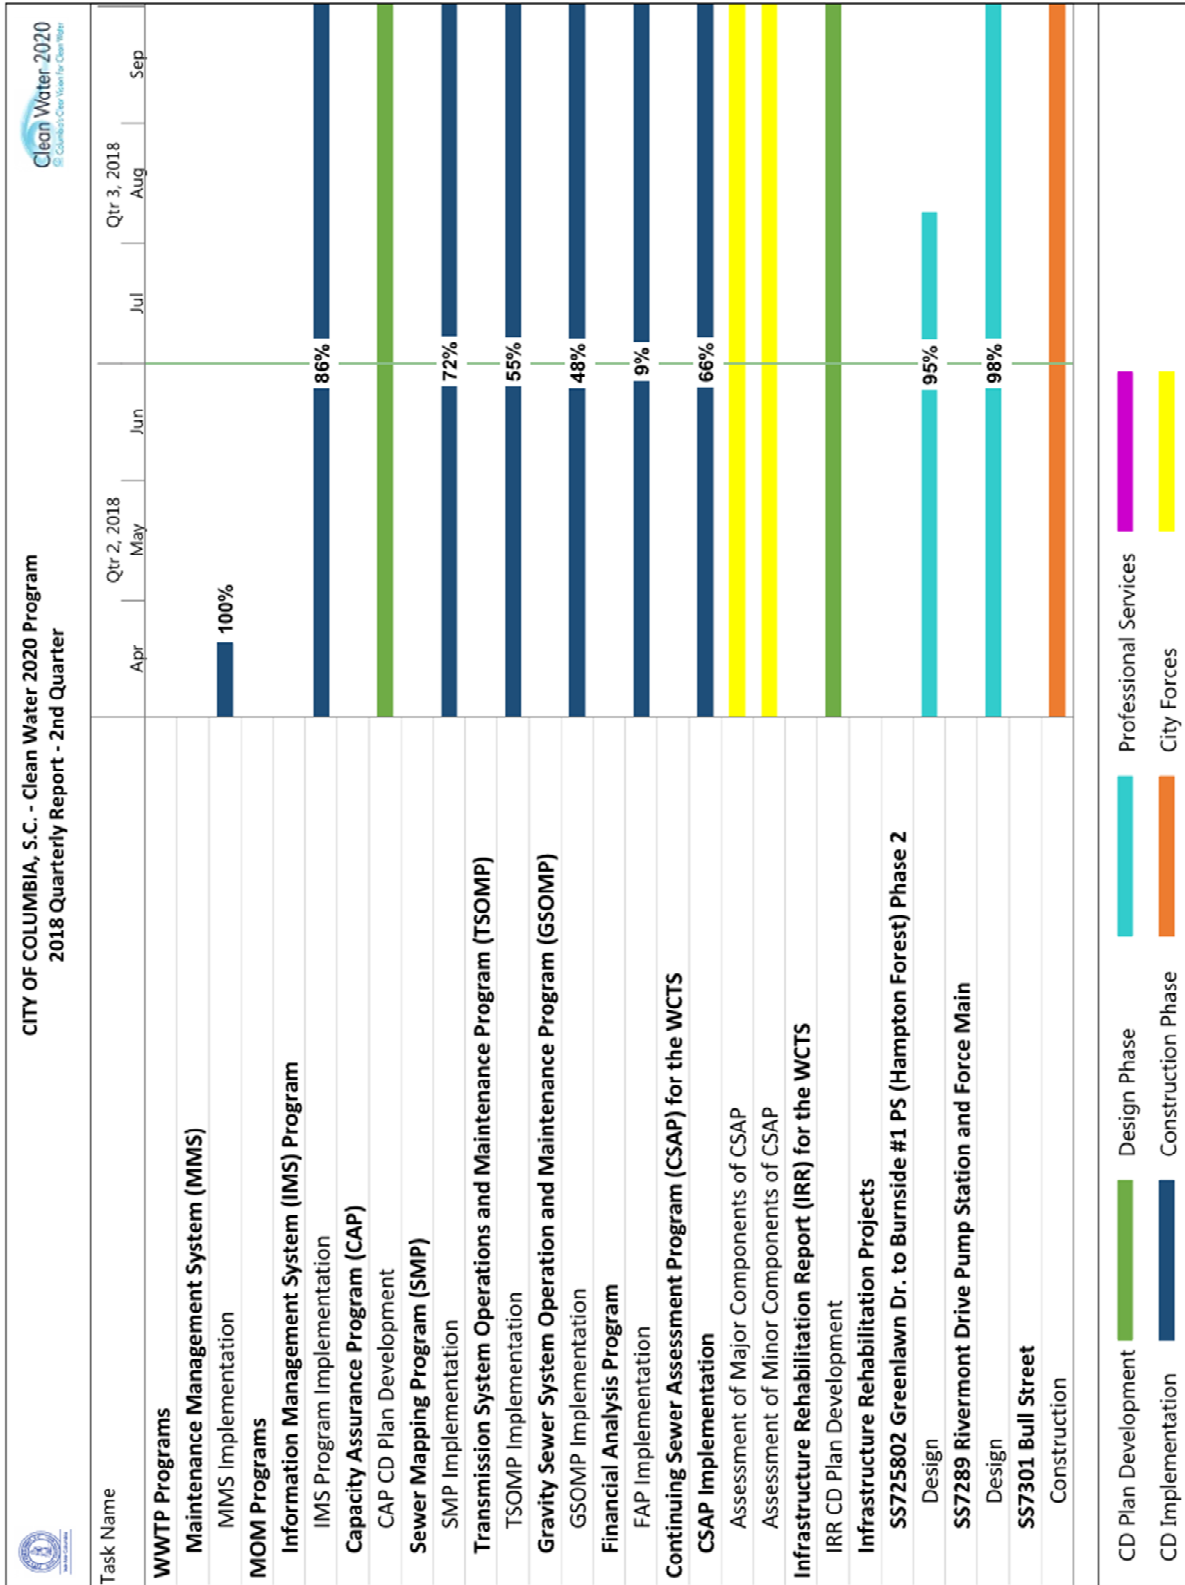 CITY OF COLUMBIA, S.C. - Clean Water 2020 Program
2018 Quarterly Report - 2nd Quarter
Clean Water 2020
Columbia's Clear Vision for Clean Water
Task Name
Qtr 2, 2018
Qtr 3, 2018
Apr
May
Jun
Jul
Aug
Sep
WWTP Programs
Maintenance Management System (MMS)
MMS Implementation
100%
MOM Programs
Information Management System (IMS) Program
IMS Program Implementation
86%
Capacity Assurance Program (CAP)
CAP CD Plan Development
Sewer Mapping Program (SMP)
SMP Implementation
72%
Transmission System Operations and Maintenance Program (TSOMP)
TSOMP Implementation
55%
Gravity Sewer System Operation and Maintenance Program (GSOMP)
GSOMP Implementation
48%
Financial Analysis Program
FAP Implementation
9%
Continuing Sewer Assessment Program (CSAP) for the WCTS
CSAP Implementation
66%
Assessment of Major Components of CSAP
Assessment of Minor Components of CSAP
Infrastructure Rehabilitation Report (IRR) for the WCTS
IRR CD Plan Development
Infrastructure Rehabilitation Projects
SS725802 Greenlawn Dr. to Burnside #1 PS (Hampton Forest) Phase 2
Design
95%
SS7289 Rivermont Drive Pump Station and Force Main
Design
98%
SS7301 Bull Street
Construction
CD Plan Development
Design Phase
Professional Services
CD Implementation
Construction Phase
City Forces